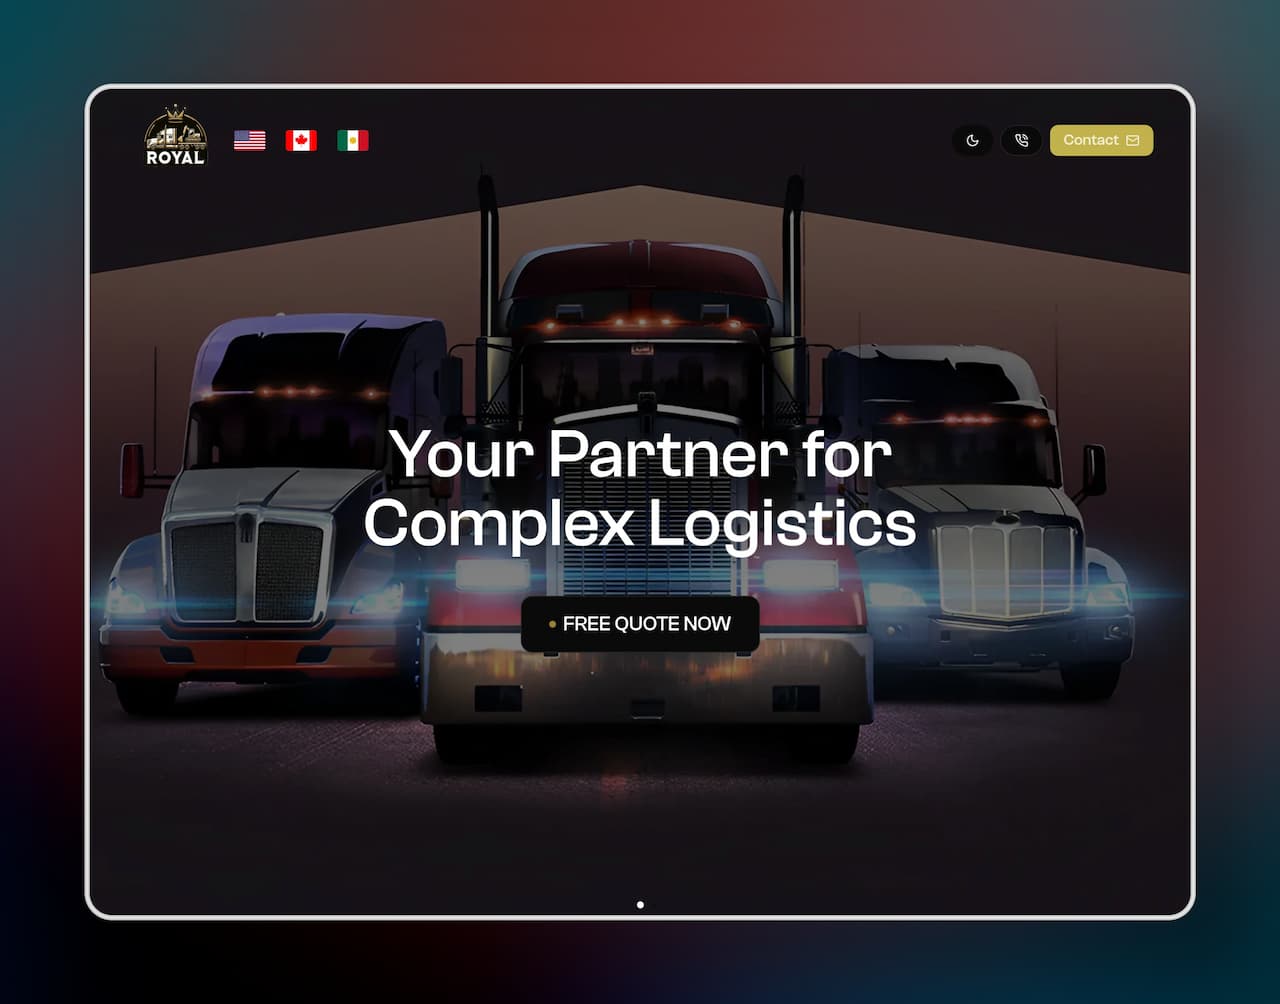 ROYAL
Contact
Your Partner for
Complex Logistics
FREE QUOTE NOW